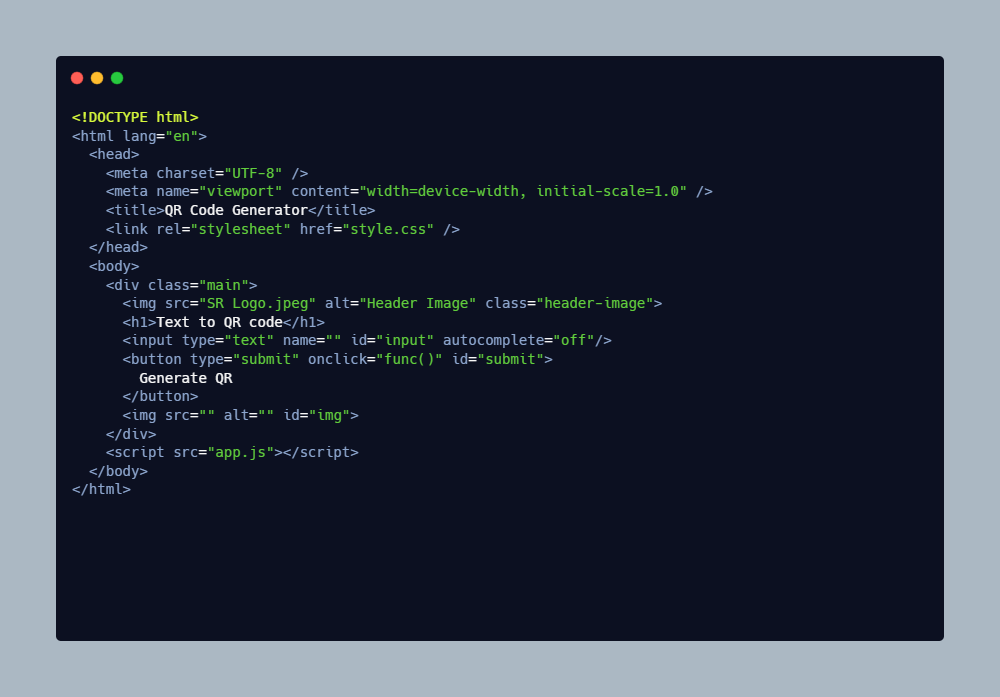 <!DOCTYPE html>
<html lang="en">
  <head>
    <meta charset="UTF-8" />
    <meta name="viewport" content="width=device-width, initial-scale=1.0" />
    <title>QR Code Generator</title>
    <link rel="stylesheet" href="style.css" />
  </head>
  <body>
    <div class="main">
      <img src="SR Logo.jpeg" alt="Header Image" class="header-image">
      <h1>Text to QR code</h1>
      <input type="text" name="" id="input" autocomplete="off"/>
      <button type="submit" onclick="func()" id="submit">
        Generate QR
      </button>
      <img src="" alt="" id="img">
    </div>
    <script src="app.js"></script>
  </body>
</html>